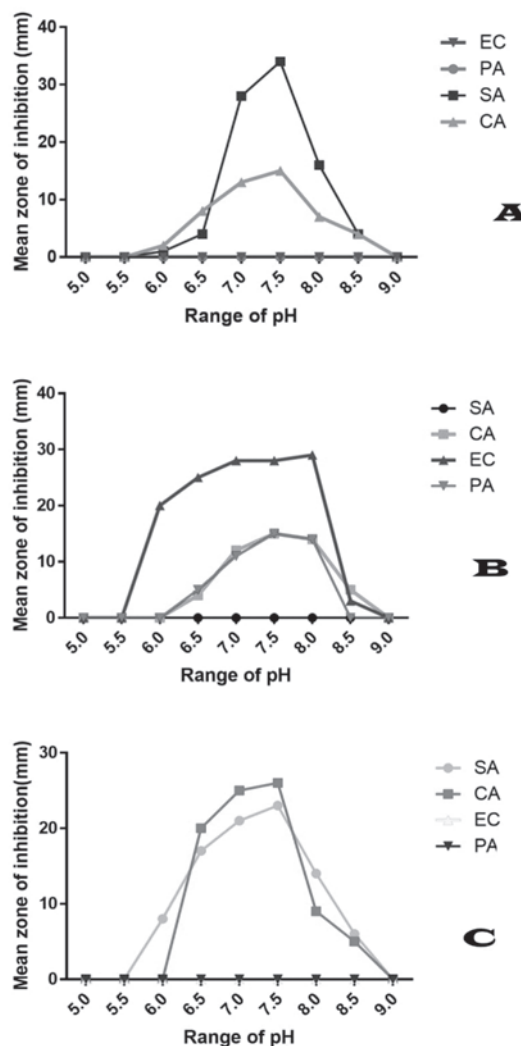 EC
PA
SA
CA
Mean zone of inhibition (mm)
40
30
20
10
0
5.0 5.5 6.0 6.5 7.0 7.5 8.0 8.5 9.0
Range of pH
A
SA
CA
EC
PA
Mean zone of inhibition (mm)
40
30
20
10
0
5.0 5.5 6.0 6.5 7.0 7.5 8.0 8.5 9.0
Range of pH
B
SA
CA
EC
PA
Mean zone of inhibition(mm)
30
20
10
0
5.0 5.5 6.0 6.5 7.0 7.5 8.0 8.5 9.0
Range of pH
C